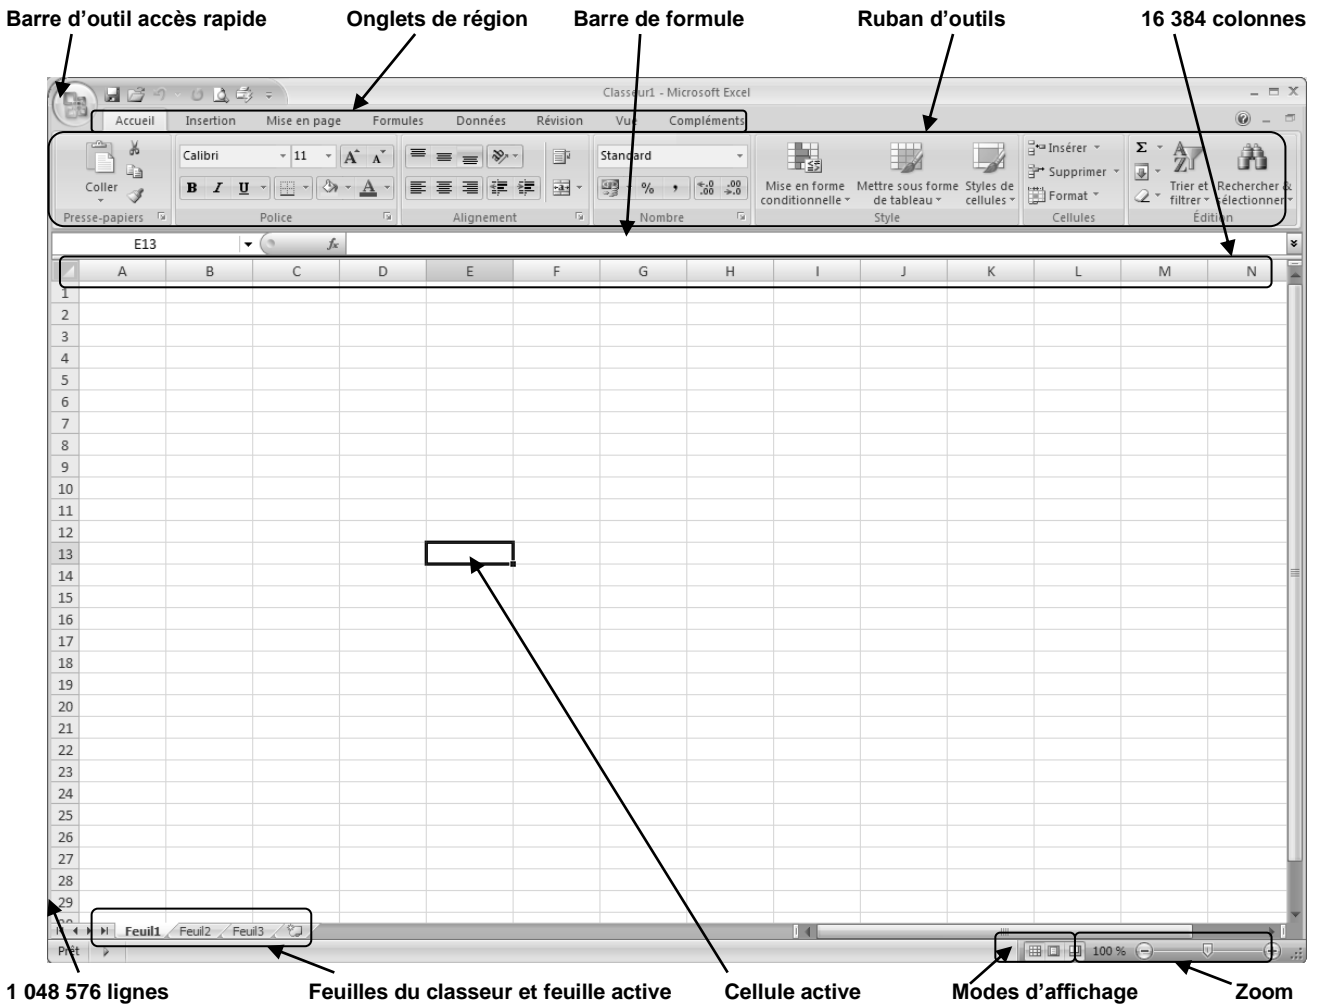 Barre d’outil accès rapide Onglets de région Barre de formule Ruban d’outils 16 384 colonnes
Classeur1 - Microsoft Excel
Accueil Insertion Mise en page Formules Données Révision Vue Compléments
Calibri 11 A A Standard Insérer Σ
Supprimer
Coller B I U A % , Mise en forme Mettre sous forme Styles de Format Trier et Rechercher &
conditionnelle de tableau cellules filtrer sélectionner
Presse-papiers Police Alignement Nombre Style Cellules Édition
E13 fx
A B C D E F G H I J K L M N
1
2
3
4
5
6
7
8
9
10
11
12
13
14
15
16
17
18
19
20
21
22
23
24
25
26
27
28
29
Feuil1 Feuil2 Feuil3
Prêt 100 %
1 048 576 lignes Feuilles du classeur et feuille active Cellule active Modes d’affichage Zoom